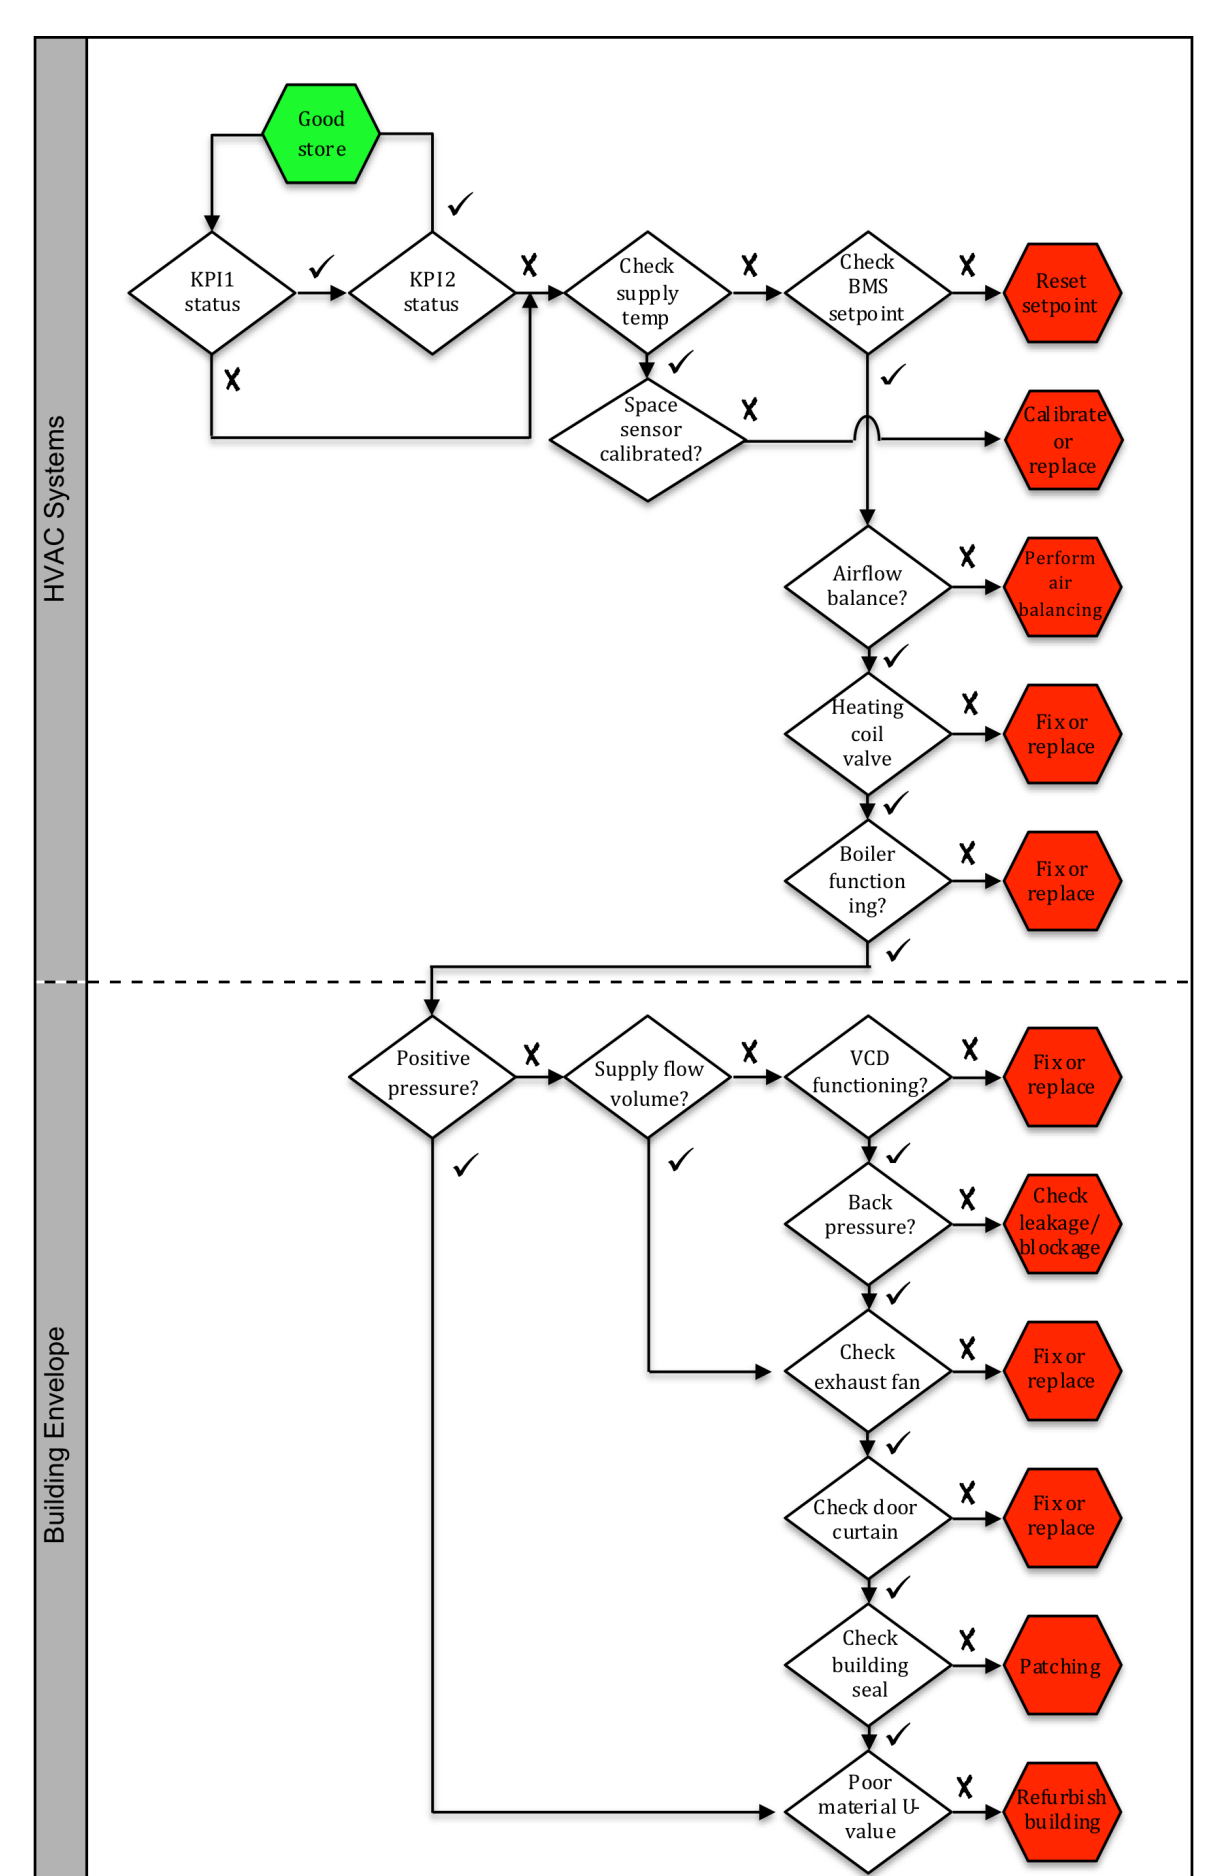 Good
store
KPI1
status
KPI2
status
Check
supply
temp
Check
BMS
setpoint
Reset
setpoint
Space
sensor
calibrated?
Calibrate
or
replace
HVAC Systems
Airflow
balance?
Perform
air
balancing
Heating
coil
valve
Fix or
replace
Boiler
function
ing?
Fix or
replace
Positive
pressure?
Supply flow
volume?
VCD
functioning?
Fix or
replace
Back
pressure?
Check
leakage/
blockage
Building Envelope
Check
exhaust fan
Fix or
replace
Check door
curtain
Fix or
replace
Check
building
seal
Patching
Poor
material U-
value
Refurbish
building